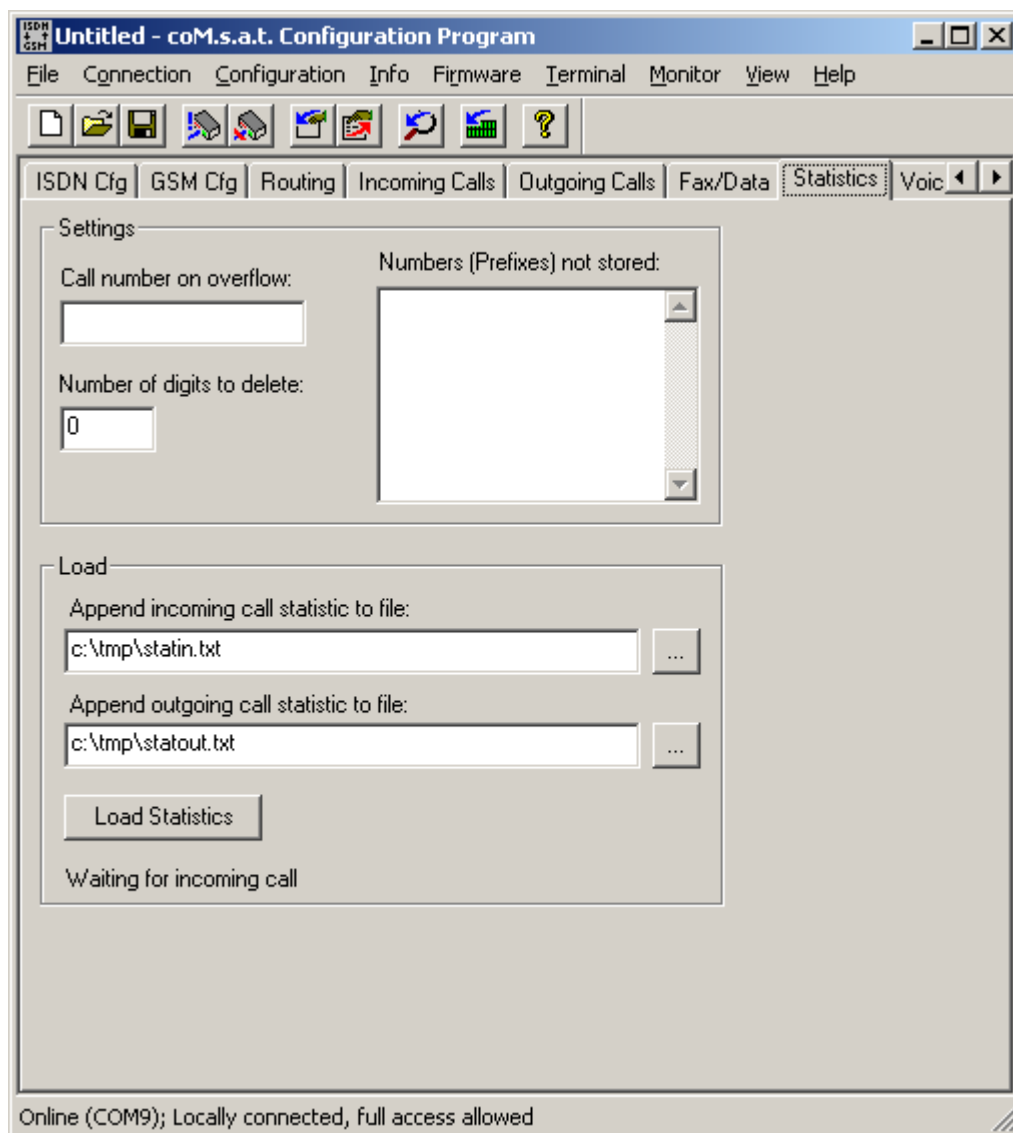 ISDN GSM Untitled - coM.s.a.t. Configuration Program
File Connection Configuration Info Firmware Terminal Monitor View Help
ISDN Cfg GSM Cfg Routing Incoming Calls Outgoing Calls Fax/Data Statistics Voic
Settings
Call number on overflow:
Numbers (Prefixes) not stored:
Number of digits to delete:
0
Load
Append incoming call statistic to file:
c:\tmp\statin.txt
...
Append outgoing call statistic to file:
c:\tmp\statout.txt
...
Load Statistics
Waiting for incoming call
Online (COM9); Locally connected, full access allowed